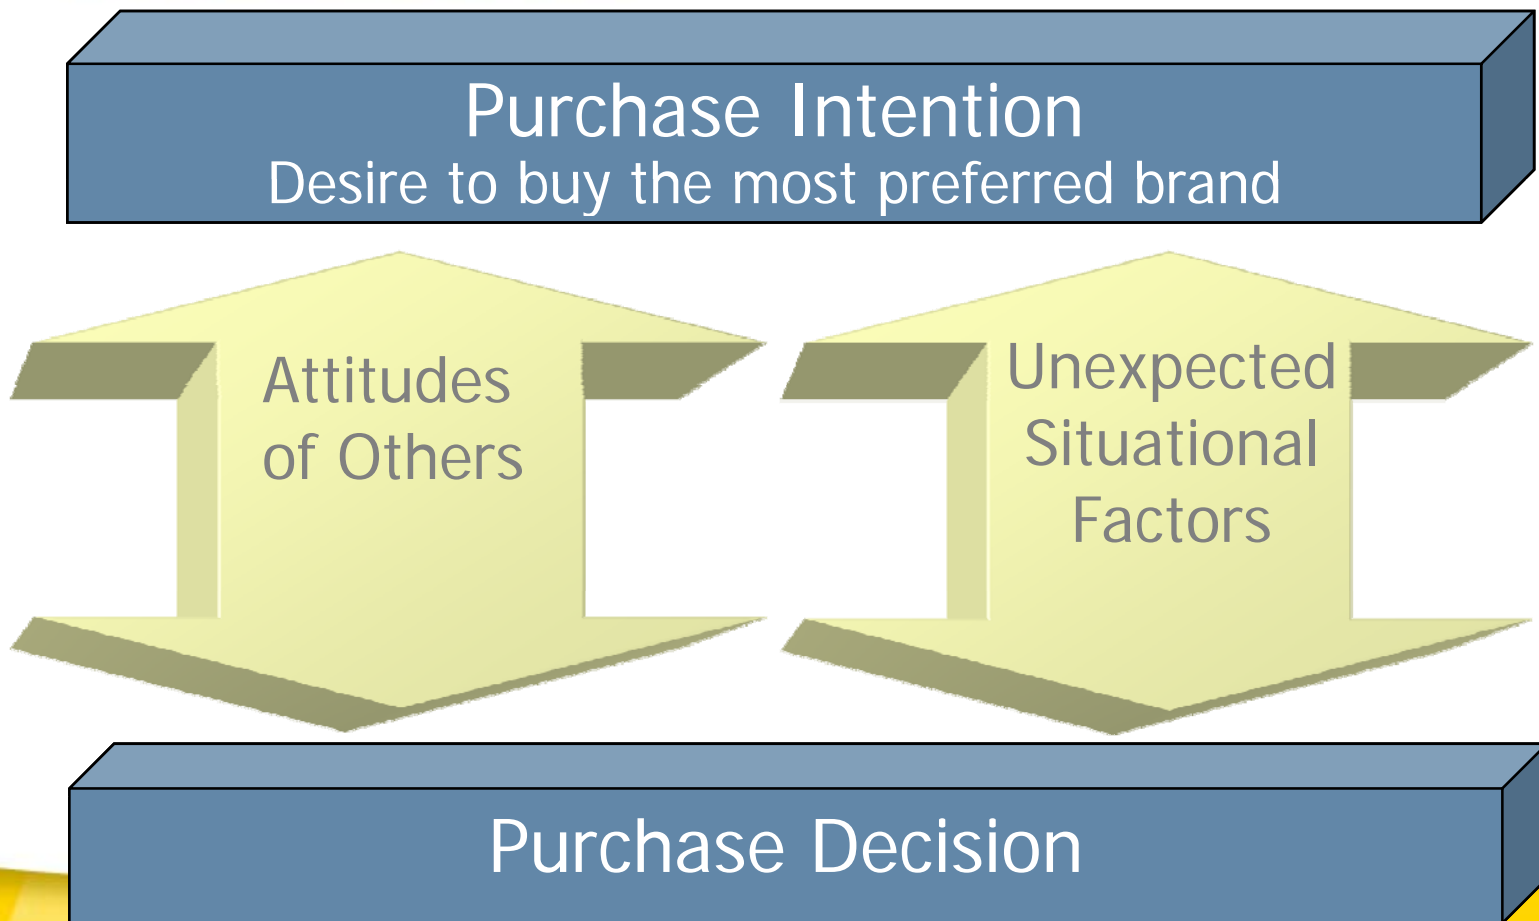 Purchase Intention
Desire to buy the most preferred brand
Attitudes
of Others
Unexpected
Situational
Factors
Purchase Decision